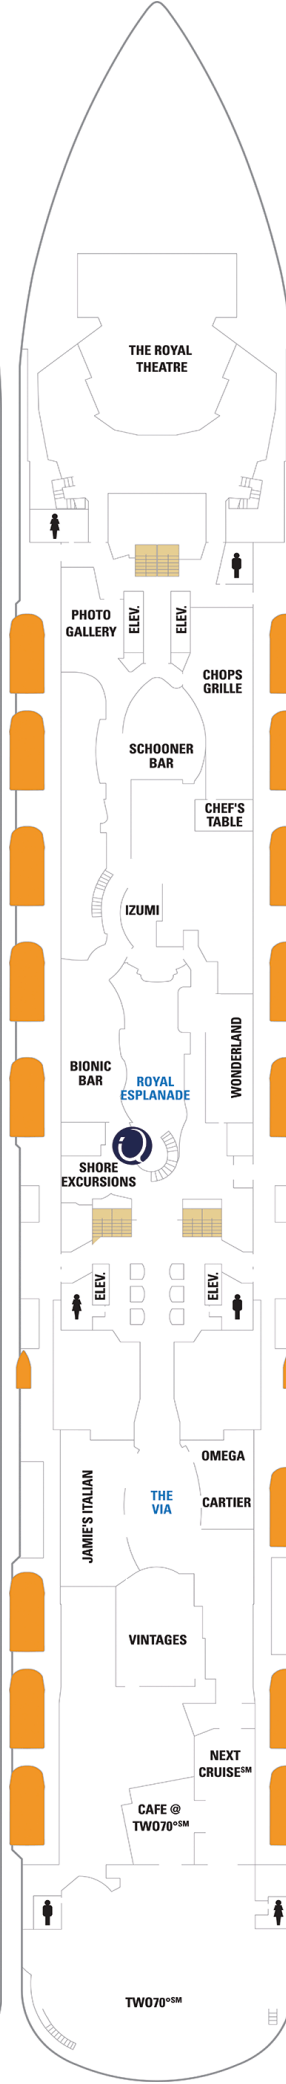 THE ROYAL
THEATRE
PHOTO
GALLERY
ELEV.
ELEV.
CHOPS
GRILLE
SCHOONER
BAR
CHEF'S
TABLE
IZUMI
BIONIC
BAR
ROYAL
ESPLANADE
WONDERLAND
iQ
SHORE
EXCURSIONS
ELEV.
ELEV.
OMEGA
JAMIE'S ITALIAN
THE
VIA
CARTIER
VINTAGES
NEXT
CRUISE℠
CAFE @
TWO70°℠
TWO70°℠